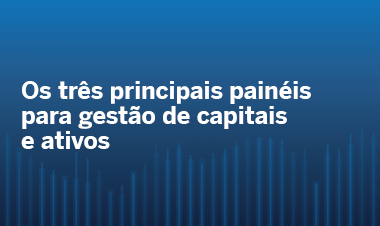 Os três principais painéis
para gestão de capitais
e ativos